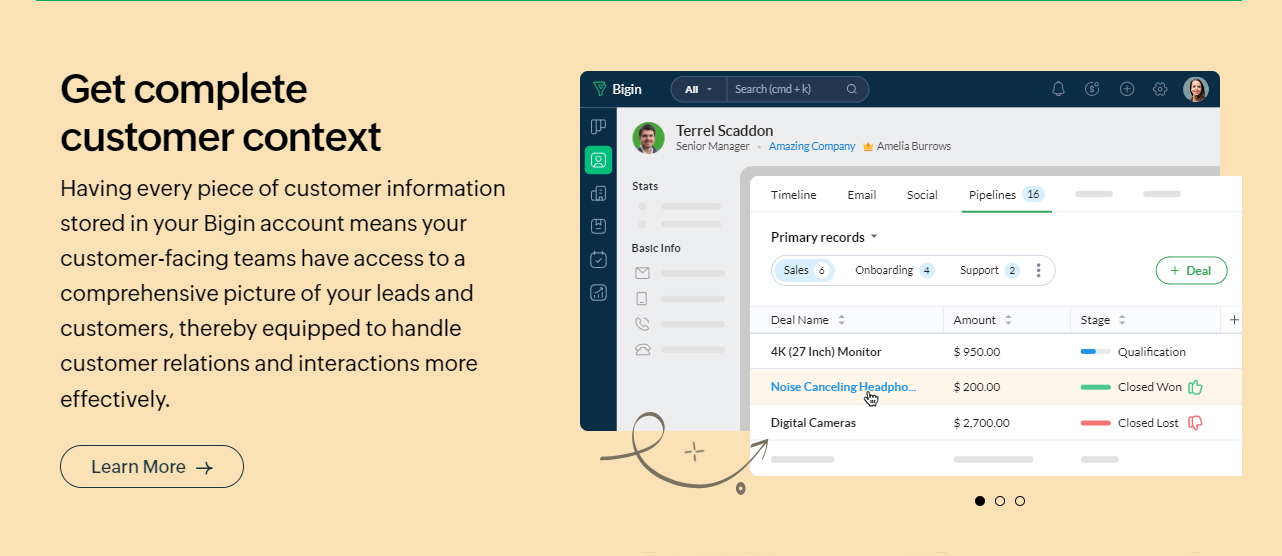 Get complete
customer context
Having every piece of customer information
stored in your Bigin account means your
customer-facing teams have access to a
comprehensive picture of your leads and
customers, thereby equipped to handle
customer relations and interactions more
effectively.
Learn More
Bigin
All
Search (cmd + k)
Terrel Scaddon
Senior Manager • Amazing Company Amelia Burrows
Stats
Basic Info
Timeline Email Social Pipelines 16
Primary records
Sales 6 Onboarding 4 Support 2
+ Deal
Deal Name Amount Stage +
4K (27 Inch) Monitor $ 950.00 Qualification
Noise Canceling Headpho... $ 200.00 Closed Won
Digital Cameras $ 2,700.00 Closed Lost